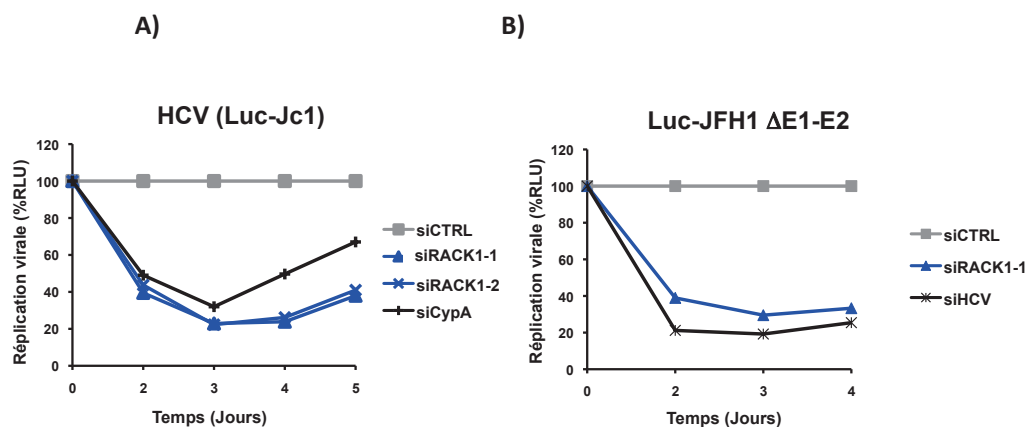 A)
HCV (Luc-Jc1)
Réplication virale (%RLU)
120
100
80
60
40
20
0
0 2 3 4 5
Temps (Jours)
siCTRL
siRACK1-1
siRACK1-2
siCypA
B)
Luc-JFH1 ΔE1-E2
Réplication virale (%RLU)
120
100
80
60
40
20
0
0 2 3 4
Temps (Jours)
siCTRL
siRACK1-1
siHCV